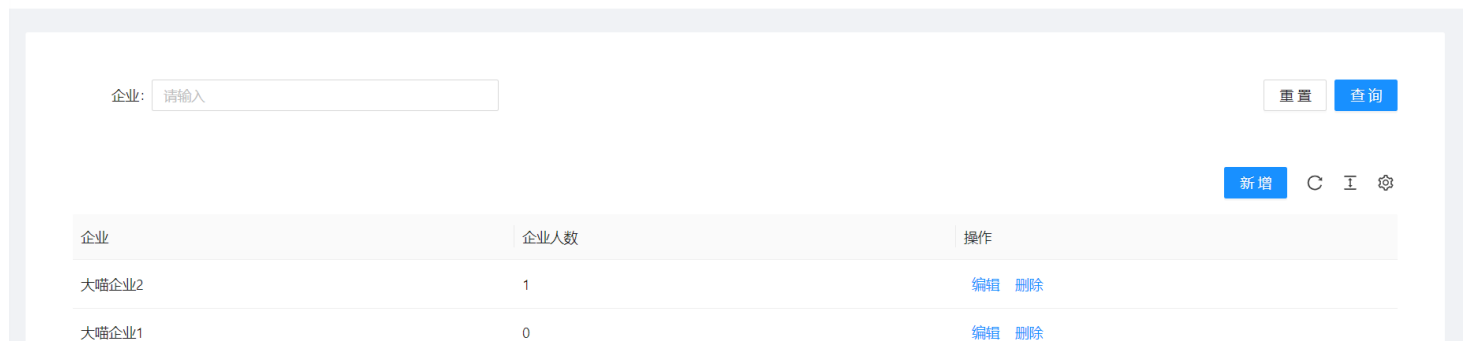 企业: 请输入 重置 查询
新增
企业 企业人数 操作
大喵企业2 1 编辑 删除
大喵企业1 0 编辑 删除